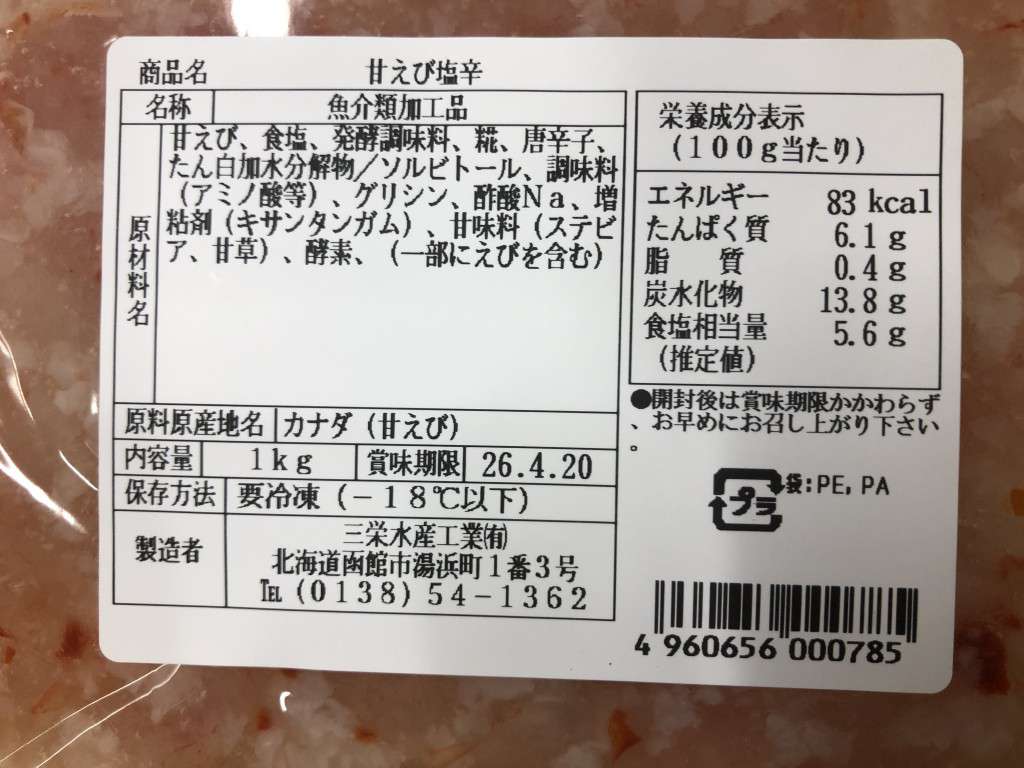 商品名 甘えび塩辛
名称 魚介類加工品
原材料名
甘えび、食塩、発酵調味料、糀、唐辛子、
たん白加水分解物／ソルビトール、調味料
（アミノ酸等）、グリシン、酢酸Ｎａ、増
粘剤（キサンタンガム）、甘味料（ステビ
ア、甘草）、酵素、（一部にえびを含む）
原料原産地名 カナダ（甘えび）
内容量 １ｋｇ 賞味期限 26.4.20
保存方法 要冷凍（－１８℃以下）
製造者
三栄水産工業㈲
北海道函館市湯浜町１番３号
℡（０１３８）５４－１３６２
栄養成分表示
（１００ｇ当たり）
エネルギー 83 kcal
たんぱく質 6.1 g
脂 質 0.4 g
炭水化物 13.8 g
食塩相当量 5.6 g
（推定値）
●開封後は賞味期限かかわらず
、お早めにお召し上がり下さい
。
プラ 袋:PE, PA
4 960656 000785